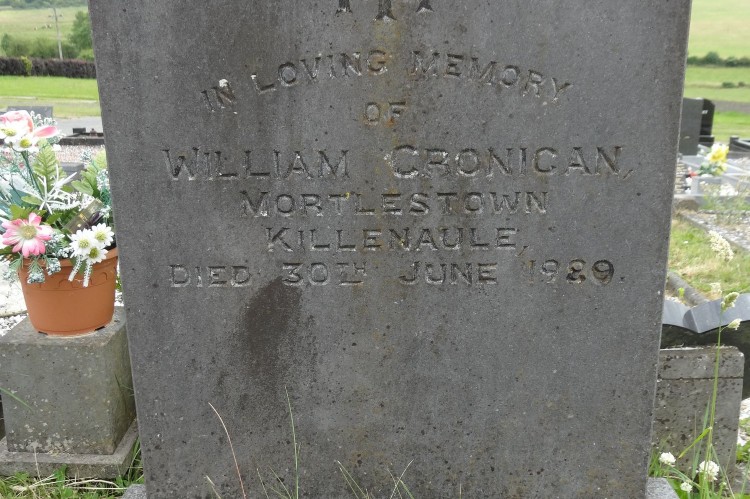 IN LOVING MEMORY
OF
WILLIAM CRONIGAN,
MORTLESTOWN
KILLENAULE,
DIED 30TH JUNE 1929.